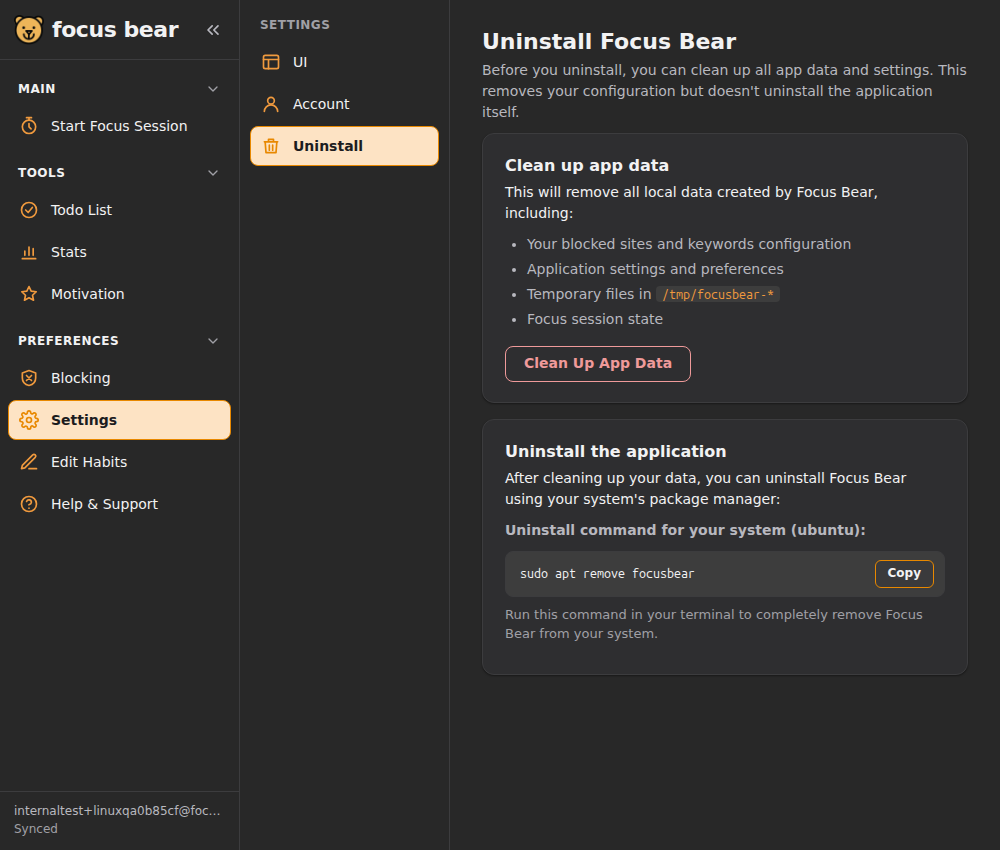 focus bear
MAIN
Start Focus Session
TOOLS
Todo List
Stats
Motivation
PREFERENCES
Blocking
Settings
Edit Habits
Help & Support
internaltest+linuxqa0b85cf@foc...
Synced
SETTINGS
UI
Account
Uninstall
Uninstall Focus Bear
Before you uninstall, you can clean up all app data and settings. This
removes your configuration but doesn't uninstall the application
itself.
Clean up app data
This will remove all local data created by Focus Bear,
including:
• Your blocked sites and keywords configuration
• Application settings and preferences
• Temporary files in /tmp/focusbear-*
• Focus session state
Clean Up App Data
Uninstall the application
After cleaning up your data, you can uninstall Focus Bear
using your system's package manager:
Uninstall command for your system (ubuntu):
sudo apt remove focusbear
Copy
Run this command in your terminal to completely remove Focus
Bear from your system.